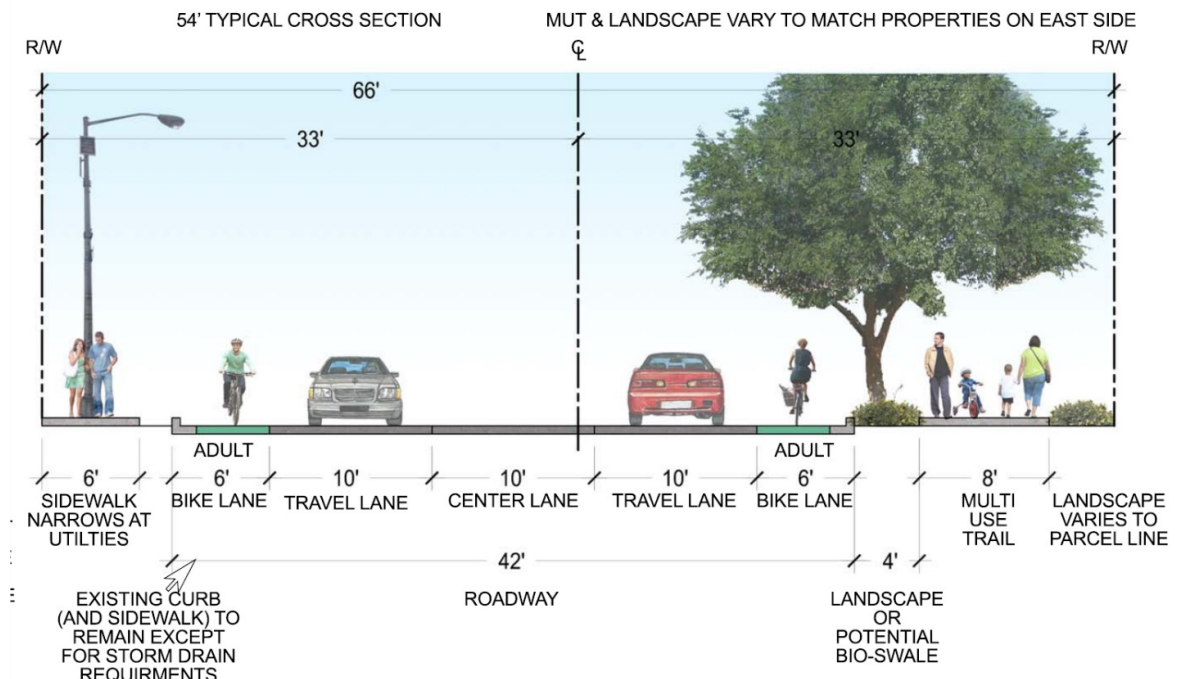 54' TYPICAL CROSS SECTION
MUT & LANDSCAPE VARY TO MATCH PROPERTIES ON EAST SIDE
R/W
℄
R/W
66'
33'
33'
ADULT
ADULT
6'
6'
10'
10'
10'
6'
8'
SIDEWALK
NARROWS AT
UTILTIES
BIKE LANE
TRAVEL LANE
CENTER LANE
TRAVEL LANE
BIKE LANE
MULTI
USE
TRAIL
LANDSCAPE
VARIES TO
PARCEL LINE
42'
4'
EXISTING CURB
(AND SIDEWALK) TO
REMAIN EXCEPT
FOR STORM DRAIN
REQUIRMENTS
ROADWAY
LANDSCAPE
OR
POTENTIAL
BIO-SWALE